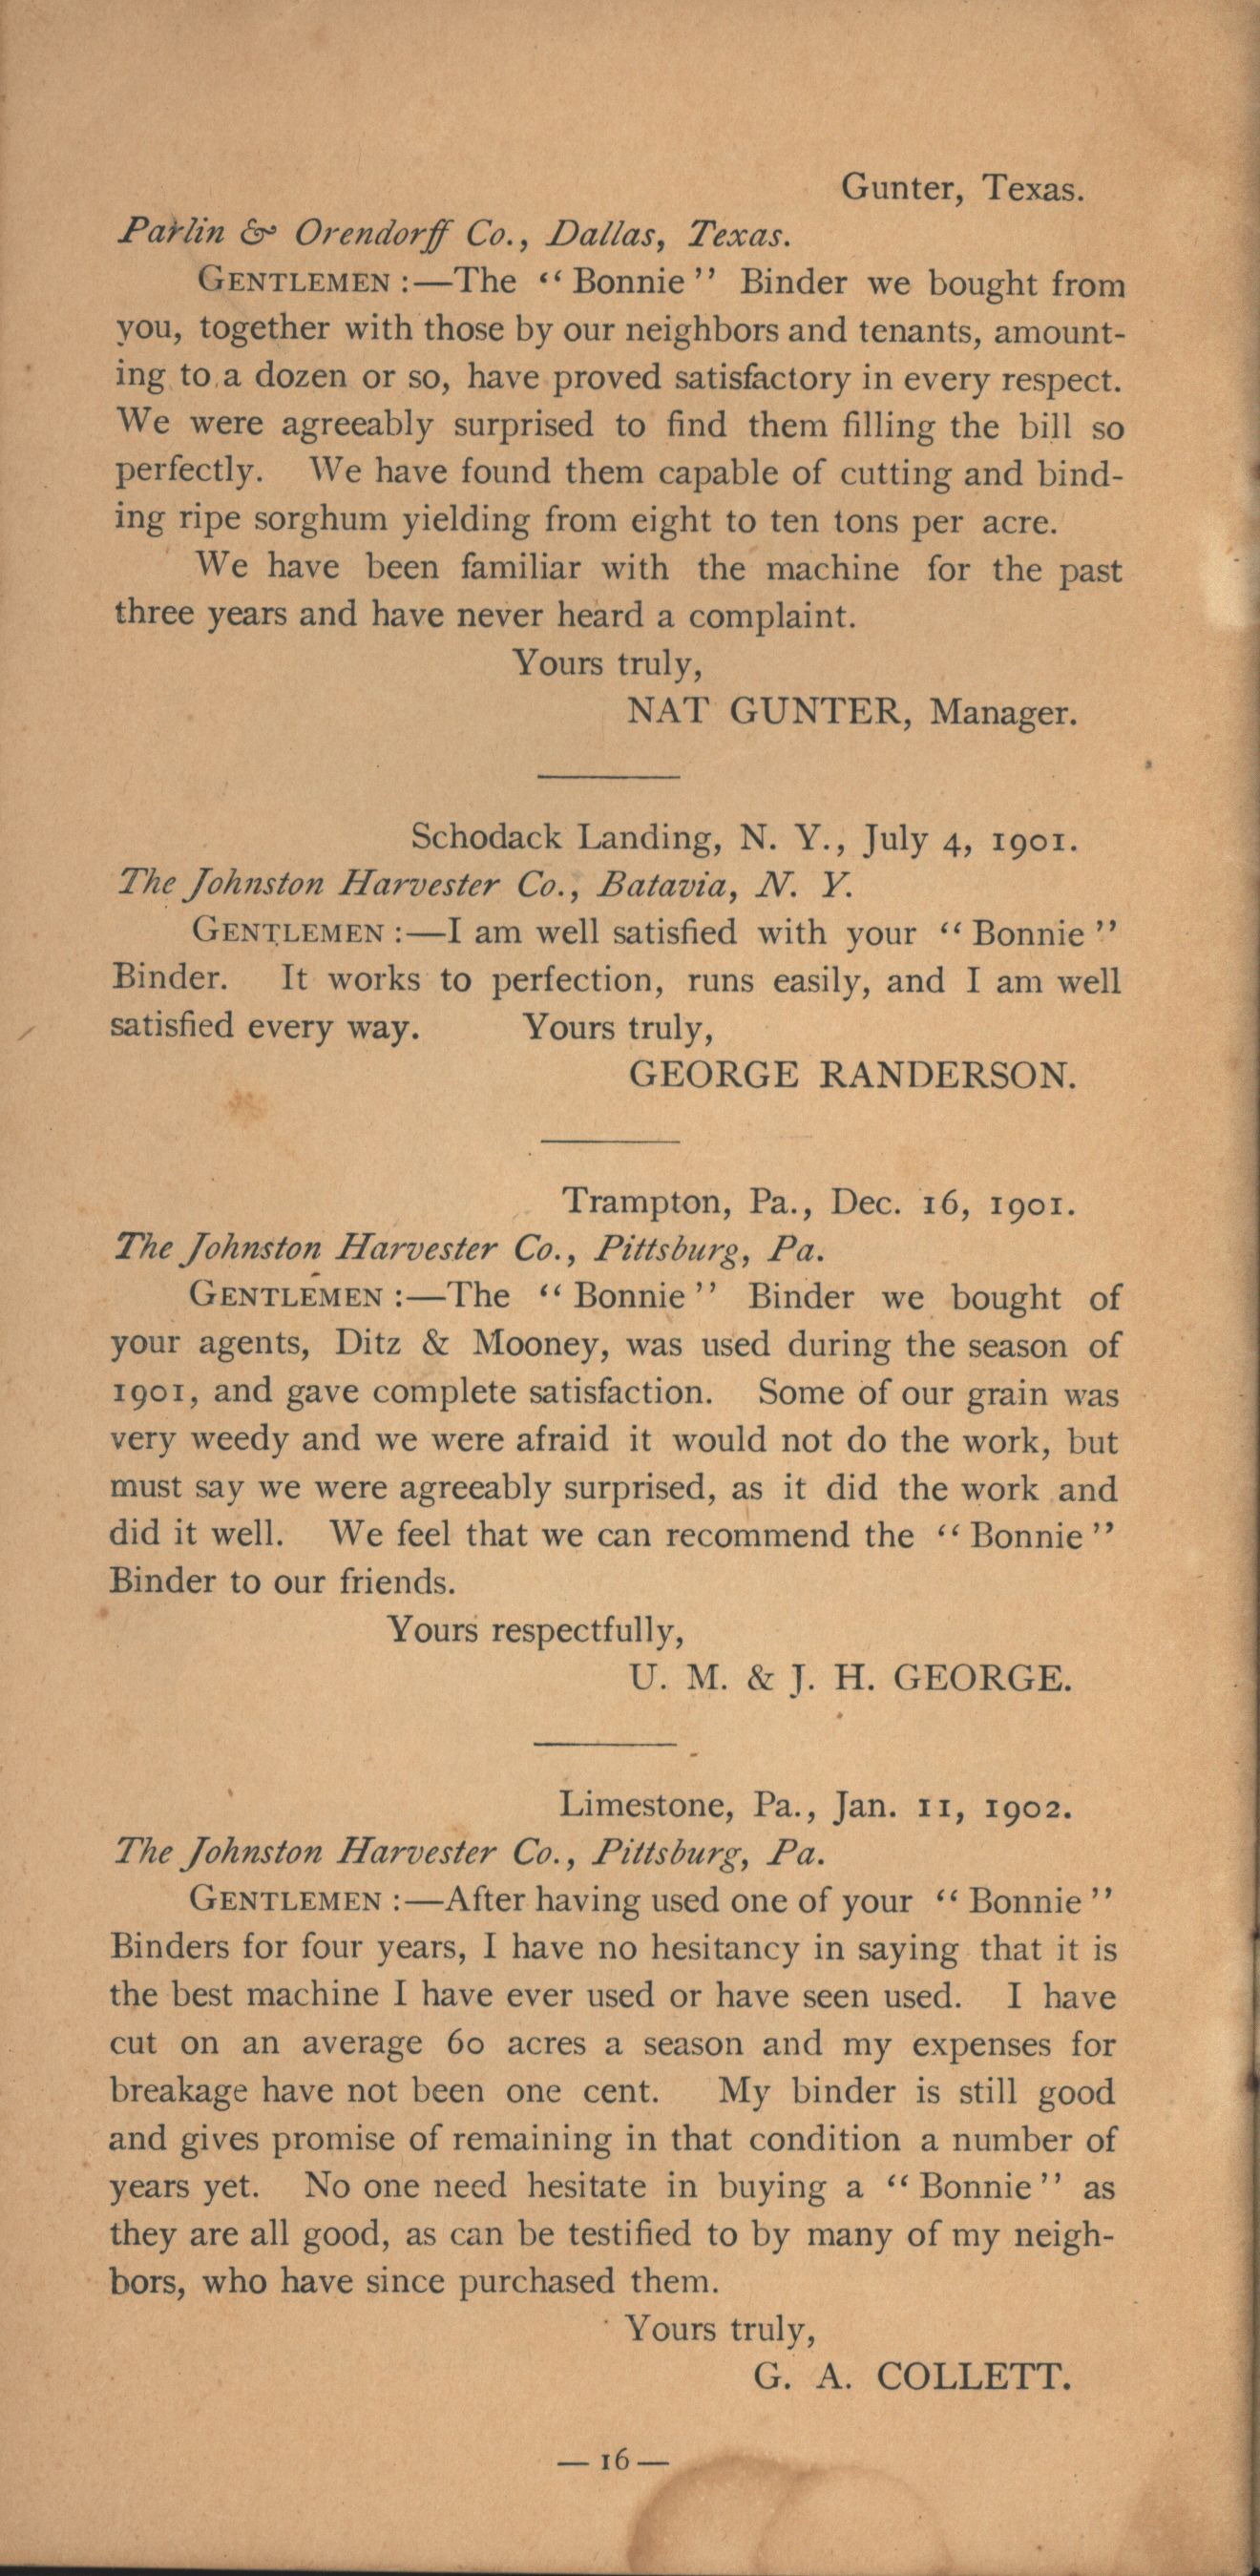 Gunter, Texas.
Parlin & Orendorff Co., Dallas, Texas.
GENTLEMEN :—The “Bonnie” Binder we bought from
you, together with those by our neighbors and tenants, amount-
ing to a dozen or so, have proved satisfactory in every respect.
We were agreeably surprised to find them filling the bill so
perfectly. We have found them capable of cutting and bind-
ing ripe sorghum yielding from eight to ten tons per acre.
We have been familiar with the machine for the past
three years and have never heard a complaint.
Yours truly,
NAT GUNTER, Manager.
Schodack Landing, N. Y., July 4, 1901.
The Johnston Harvester Co., Batavia, N. Y.
GENTLEMEN :—I am well satisfied with your “Bonnie”
Binder. It works to perfection, runs easily, and I am well
satisfied every way. Yours truly,
GEORGE RANDERSON.
Trampton, Pa., Dec. 16, 1901.
The Johnston Harvester Co., Pittsburg, Pa.
GENTLEMEN :—The “Bonnie” Binder we bought of
your agents, Ditz & Mooney, was used during the season of
1901, and gave complete satisfaction. Some of our grain was
very weedy and we were afraid it would not do the work, but
must say we were agreeably surprised, as it did the work and
did it well. We feel that we can recommend the “Bonnie”
Binder to our friends.
Yours respectfully,
U. M. & J. H. GEORGE.
Limestone, Pa., Jan. 11, 1902.
The Johnston Harvester Co., Pittsburg, Pa.
GENTLEMEN :—After having used one of your “Bonnie”
Binders for four years, I have no hesitancy in saying that it is
the best machine I have ever used or have seen used. I have
cut on an average 60 acres a season and my expenses for
breakage have not been one cent. My binder is still good
and gives promise of remaining in that condition a number of
years yet. No one need hesitate in buying a “Bonnie” as
they are all good, as can be testified to by many of my neigh-
bors, who have since purchased them.
Yours truly,
G. A. COLLETT.
—16—